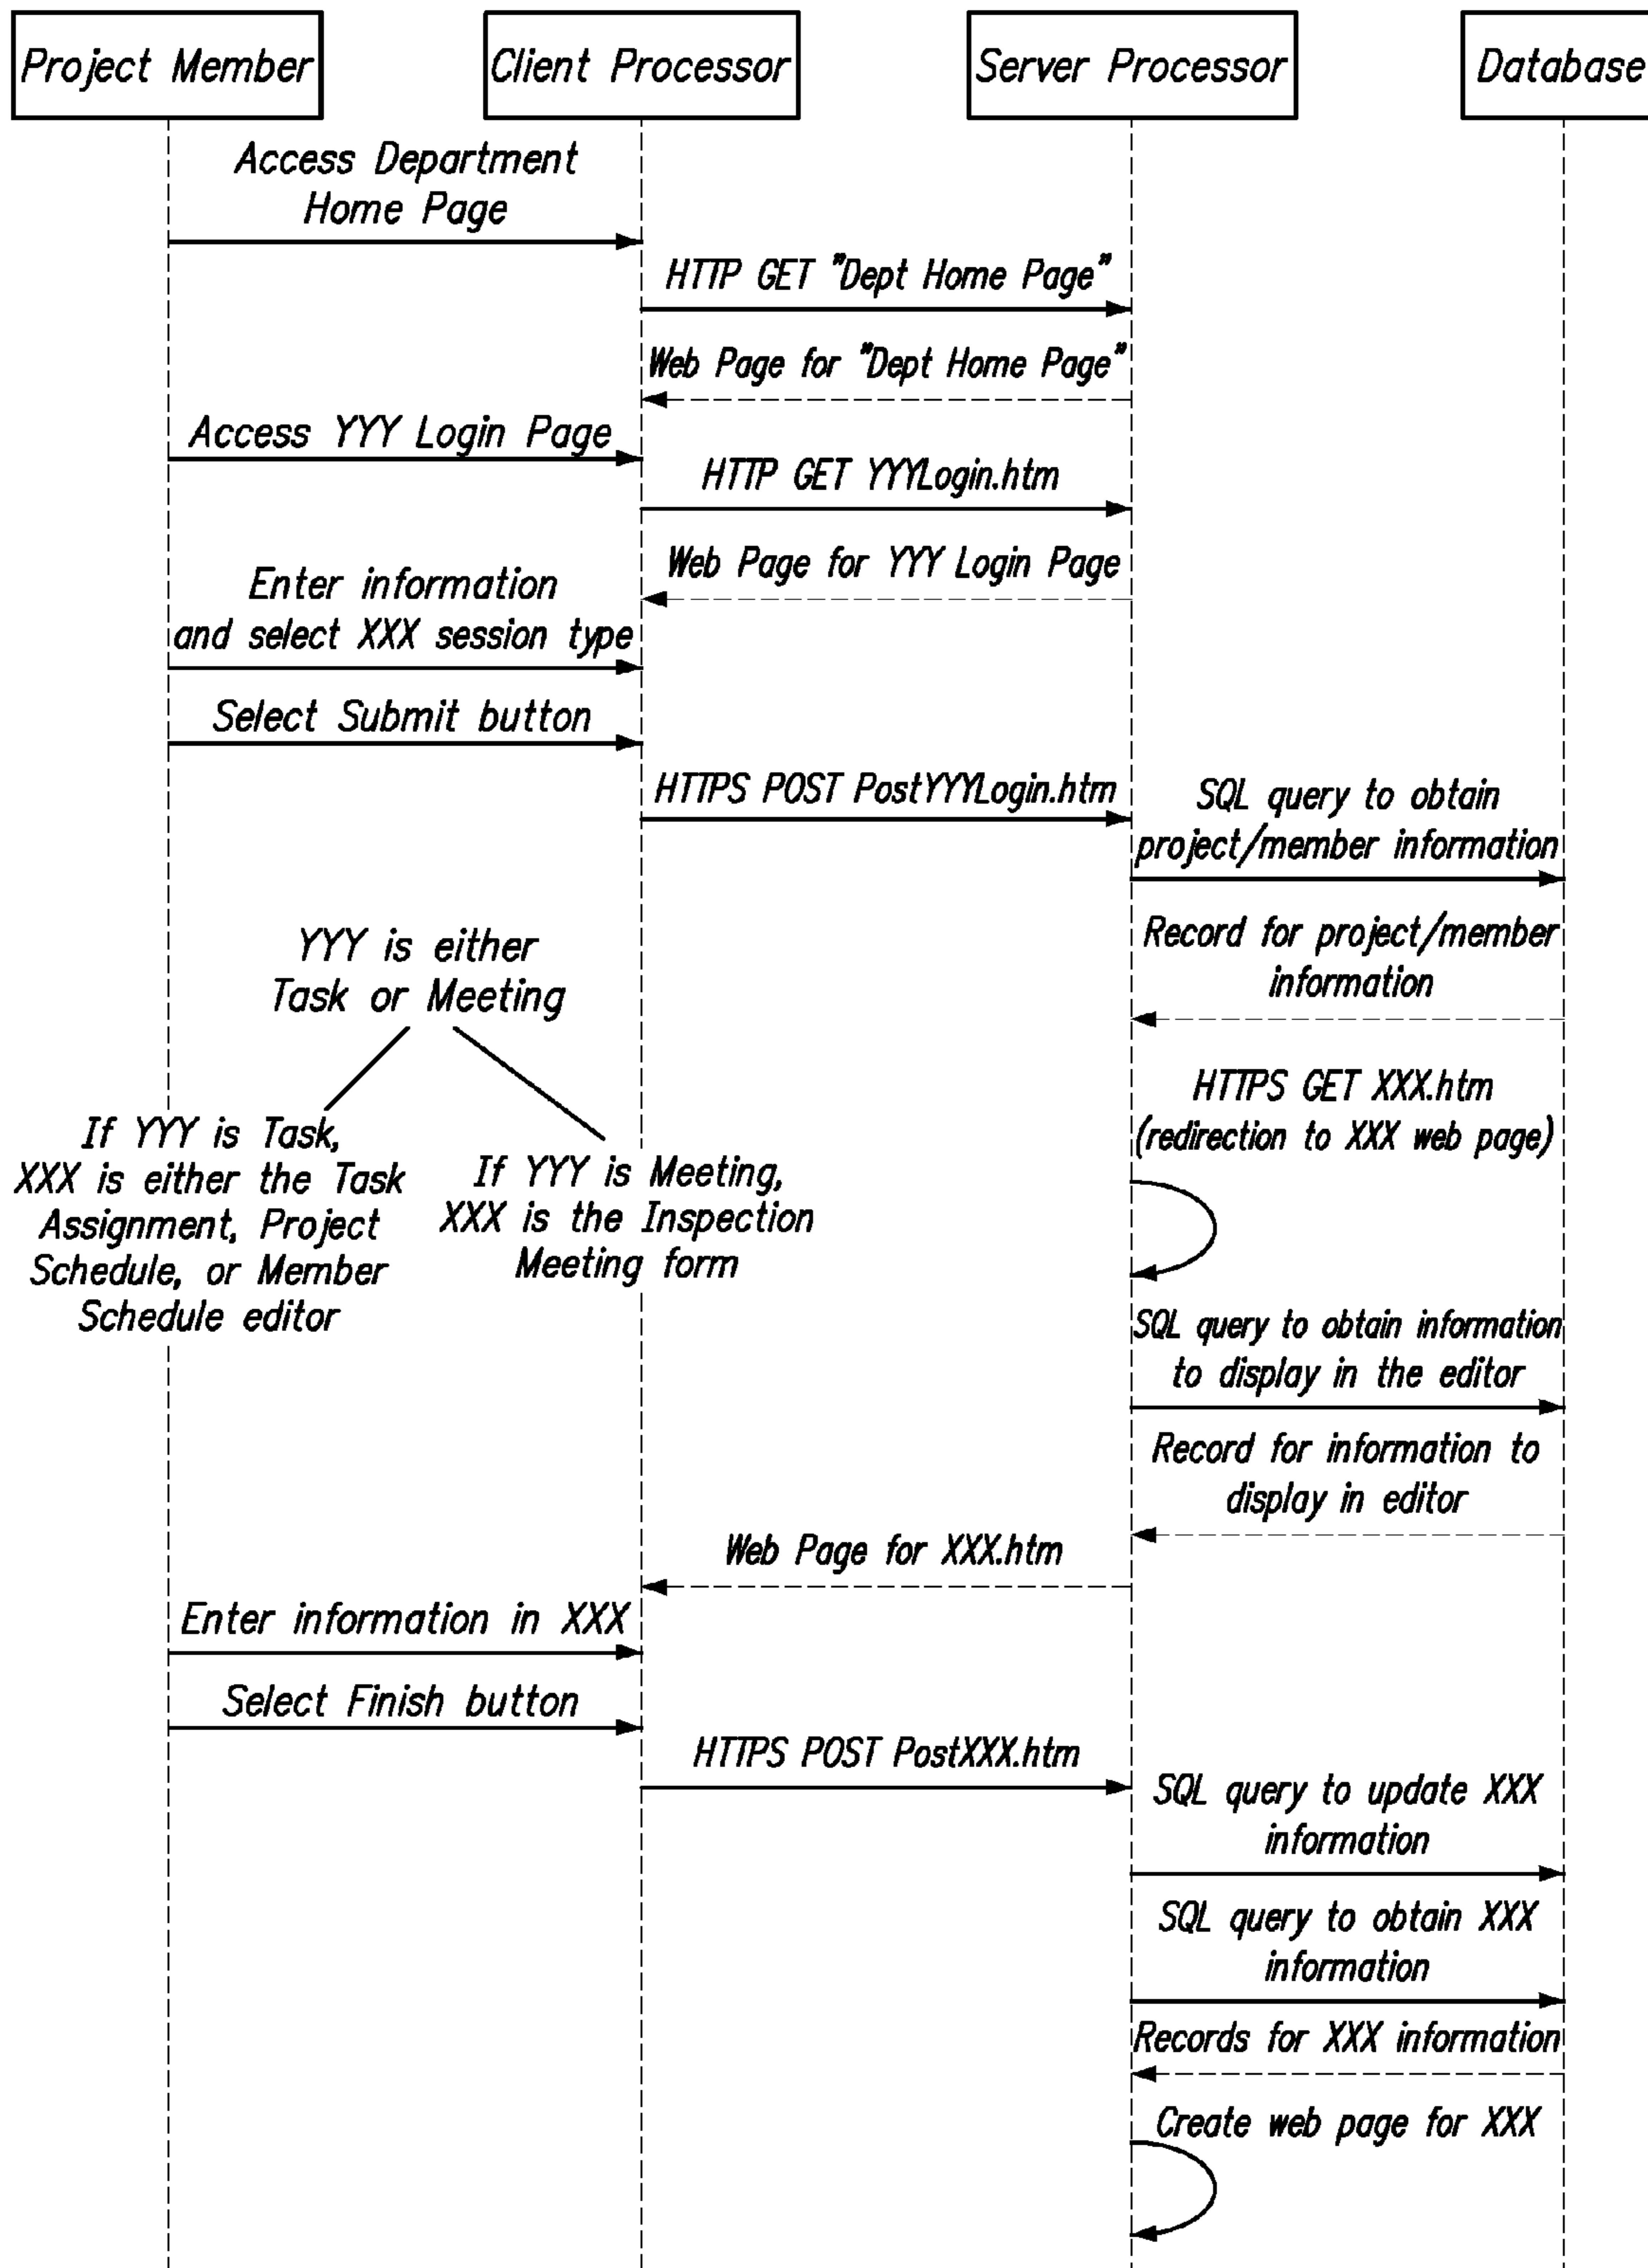 Project Member
Client Processor
Server Processor
Database
Access Department
Home Page
HTTP GET "Dept Home Page"
Web Page for "Dept Home Page"
Access YYY Login Page
HTTP GET YYYLogin.htm
Web Page for YYY Login Page
Enter information
and select XXX session type
Select Submit button
HTTPS POST PostYYYLogin.htm
SQL query to obtain
project/member information
Record for project/member
information
YYY is either
Task or Meeting
HTTPS GET XXX.htm
(redirection to XXX web page)
If YYY is Task,
XXX is either the Task
Assignment, Project
Schedule, or Member
Schedule editor
If YYY is Meeting,
XXX is the Inspection
Meeting form
SQL query to obtain information
to display in the editor
Record for information to
display in editor
Web Page for XXX.htm
Enter information in XXX
Select Finish button
HTTPS POST PostXXX.htm
SQL query to update XXX
information
SQL query to obtain XXX
information
Records for XXX information
Create web page for XXX